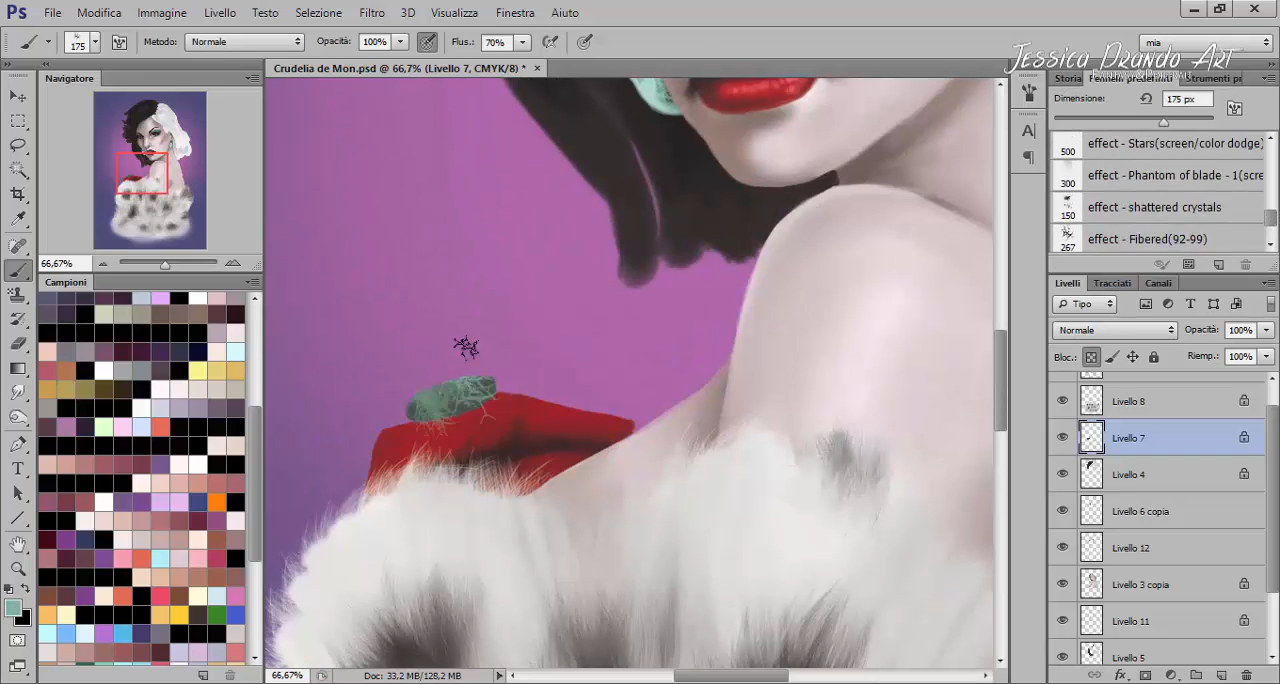 Ps File Modifica Immagine Livello Testo Selezione Filtro 3D Visualizza Finestra Aiuto
175 Metodo: Normale Opacità: 100% Flus.: 70% mia
Jessica Prando Art
Navigatore
Crudelia de Mon.psd @ 66,7% (Livello 7, CMYK/8) *
Storia Pennelli predefiniti Strumenti pr
Dimensione: 175 px
500 effect - Stars(screen/color dodge)
300 effect - Phantom of blade - 1(scre
150 effect - shattered crystals
267 effect - Fibered(92-99)
66,67%
Campioni
Livelli Tracciati Canali
Tipo
Normale Opacità: 100%
Bloc.: Riemp.: 100%
Livello 8
Livello 7
Livello 4
Livello 6 copia
Livello 12
Livello 3 copia
Livello 11
Livello 5
66,67% Doc: 33,2 MB/128,2 MB